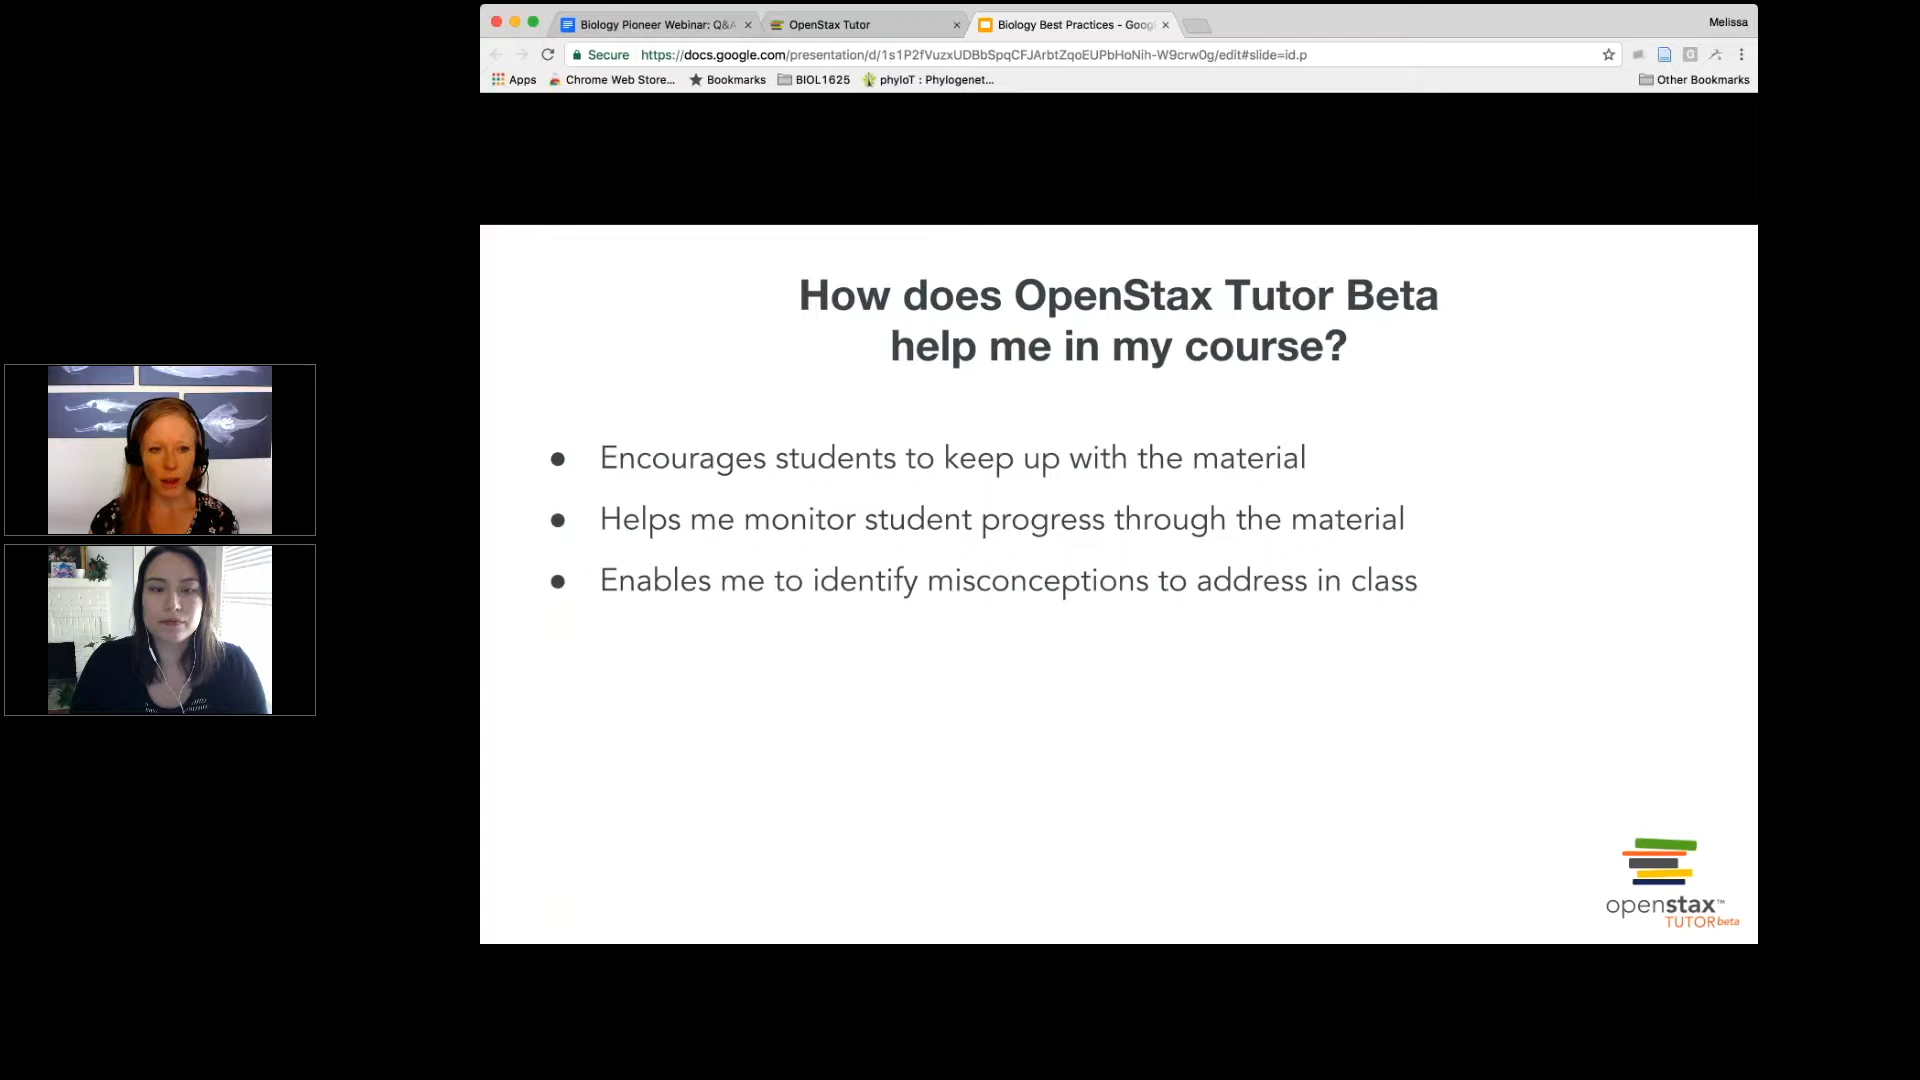 Biology Pioneer Webinar: Q&A
OpenStax Tutor
Biology Best Practices - Goog
Melissa
Secure
https://docs.google.com/presentation/d/1s1P2fVuzxUDBbSpqCFJArbtZqoEUPbHoNih-W9crw0g/edit#slide=id.p
Apps
Chrome Web Store...
Bookmarks
BIOL1625
phyloT : Phylogenet...
Other Bookmarks
How does OpenStax Tutor Beta
help me in my course?
● Encourages students to keep up with the material
● Helps me monitor student progress through the material
● Enables me to identify misconceptions to address in class
openstax™
TUTOR beta